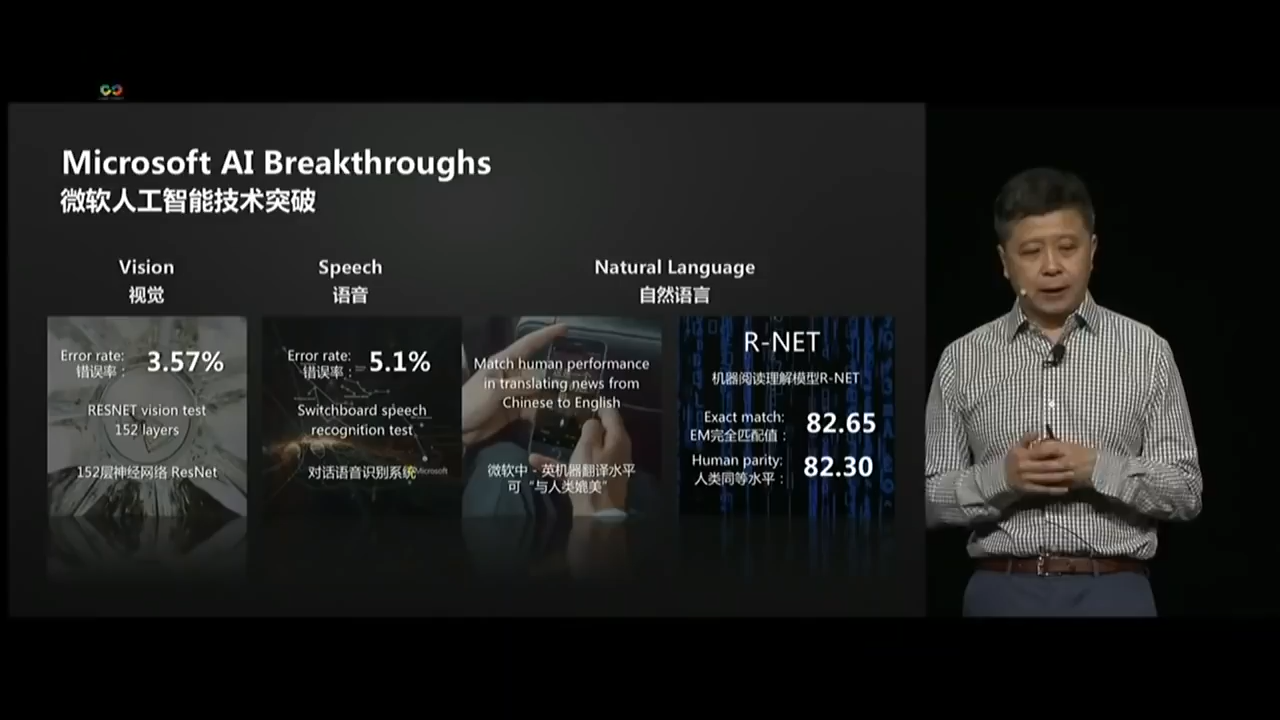 Microsoft AI Breakthroughs
微软人工智能技术突破
Vision
视觉
Error rate: 3.57%
错误率：
RESNET vision test
152 layers
152层神经网络 ResNet
Speech
语音
Error rate: 5.1%
错误率：
Switchboard speech
recognition test
对话语音识别系统
Microsoft
Natural Language
自然语言
Match human performance
in translating news from
Chinese to English
微软中 - 英机器翻译水平
可“与人类媲美”
R-NET
机器阅读理解模型R-NET
Exact match: 82.65
EM完全匹配值：
Human parity: 82.30
人类同等水平：